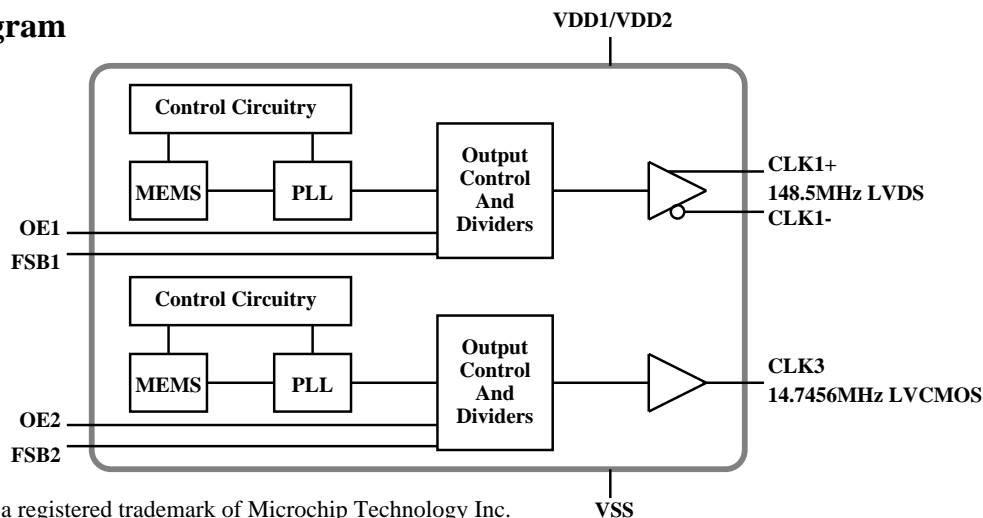 gram
VDD1/VDD2
Control Circuitry
MEMS
PLL
Output
Control
And
Dividers
CLK1+
148.5MHz LVDS
CLK1-
OE1
FSB1
Control Circuitry
MEMS
PLL
Output
Control
And
Dividers
CLK3
14.7456MHz LVCMOS
OE2
FSB2
VSS
a registered trademark of Microchip Technology Inc.